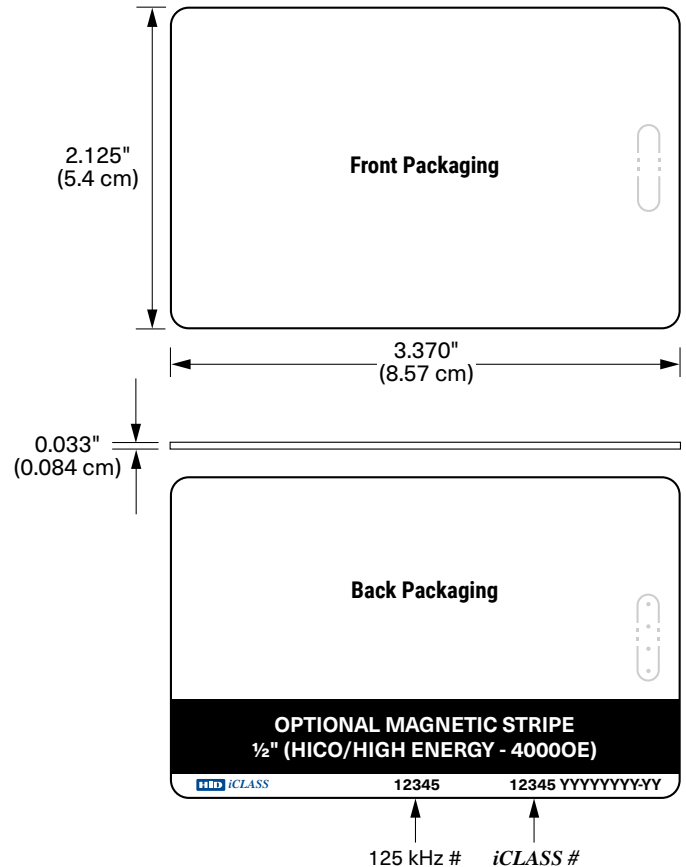 2.125"
(5.4 cm)
Front Packaging
3.370"
(8.57 cm)
0.033"
(0.084 cm)
Back Packaging
OPTIONAL MAGNETIC STRIPE
½" (HICO/HIGH ENERGY - 4000OE)
HID iCLASS 12345 12345 YYYYYYYY-YY
125 kHz # iCLASS #